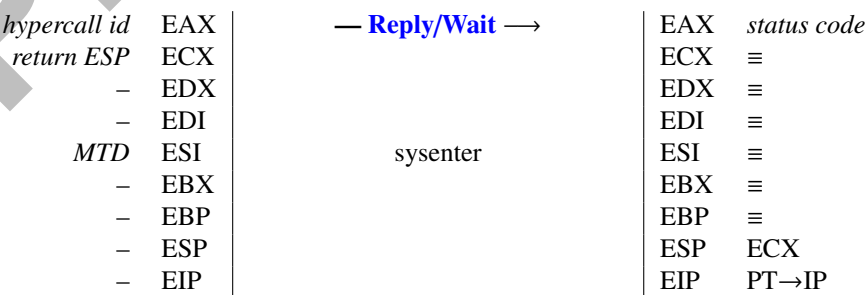 hypercall id EAX — Reply/Wait ⟶ EAX status code
return ESP ECX ECX ≡
– EDX EDX ≡
– EDI EDI ≡
MTD ESI sysenter ESI ≡
– EBX EBX ≡
– EBP EBP ≡
– ESP ESP ECX
– EIP EIP PT→IP